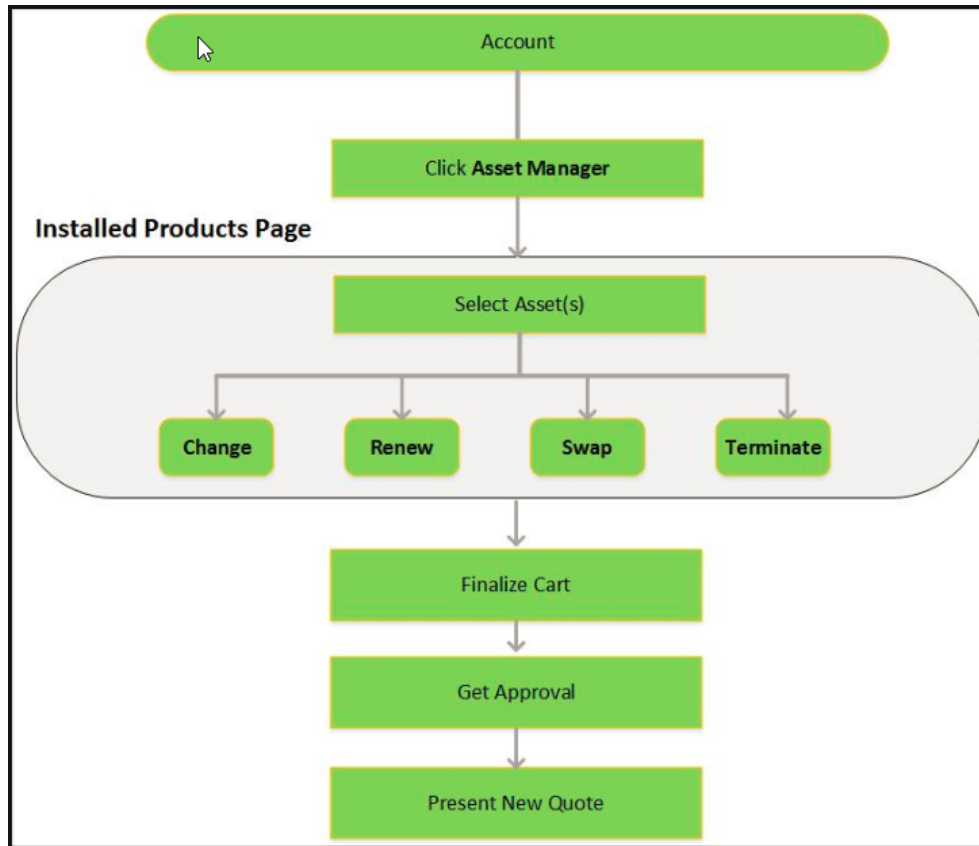 Account
Click Asset Manager
Installed Products Page
Select Asset(s)
Change Renew Swap Terminate
Finalize Cart
Get Approval
Present New Quote